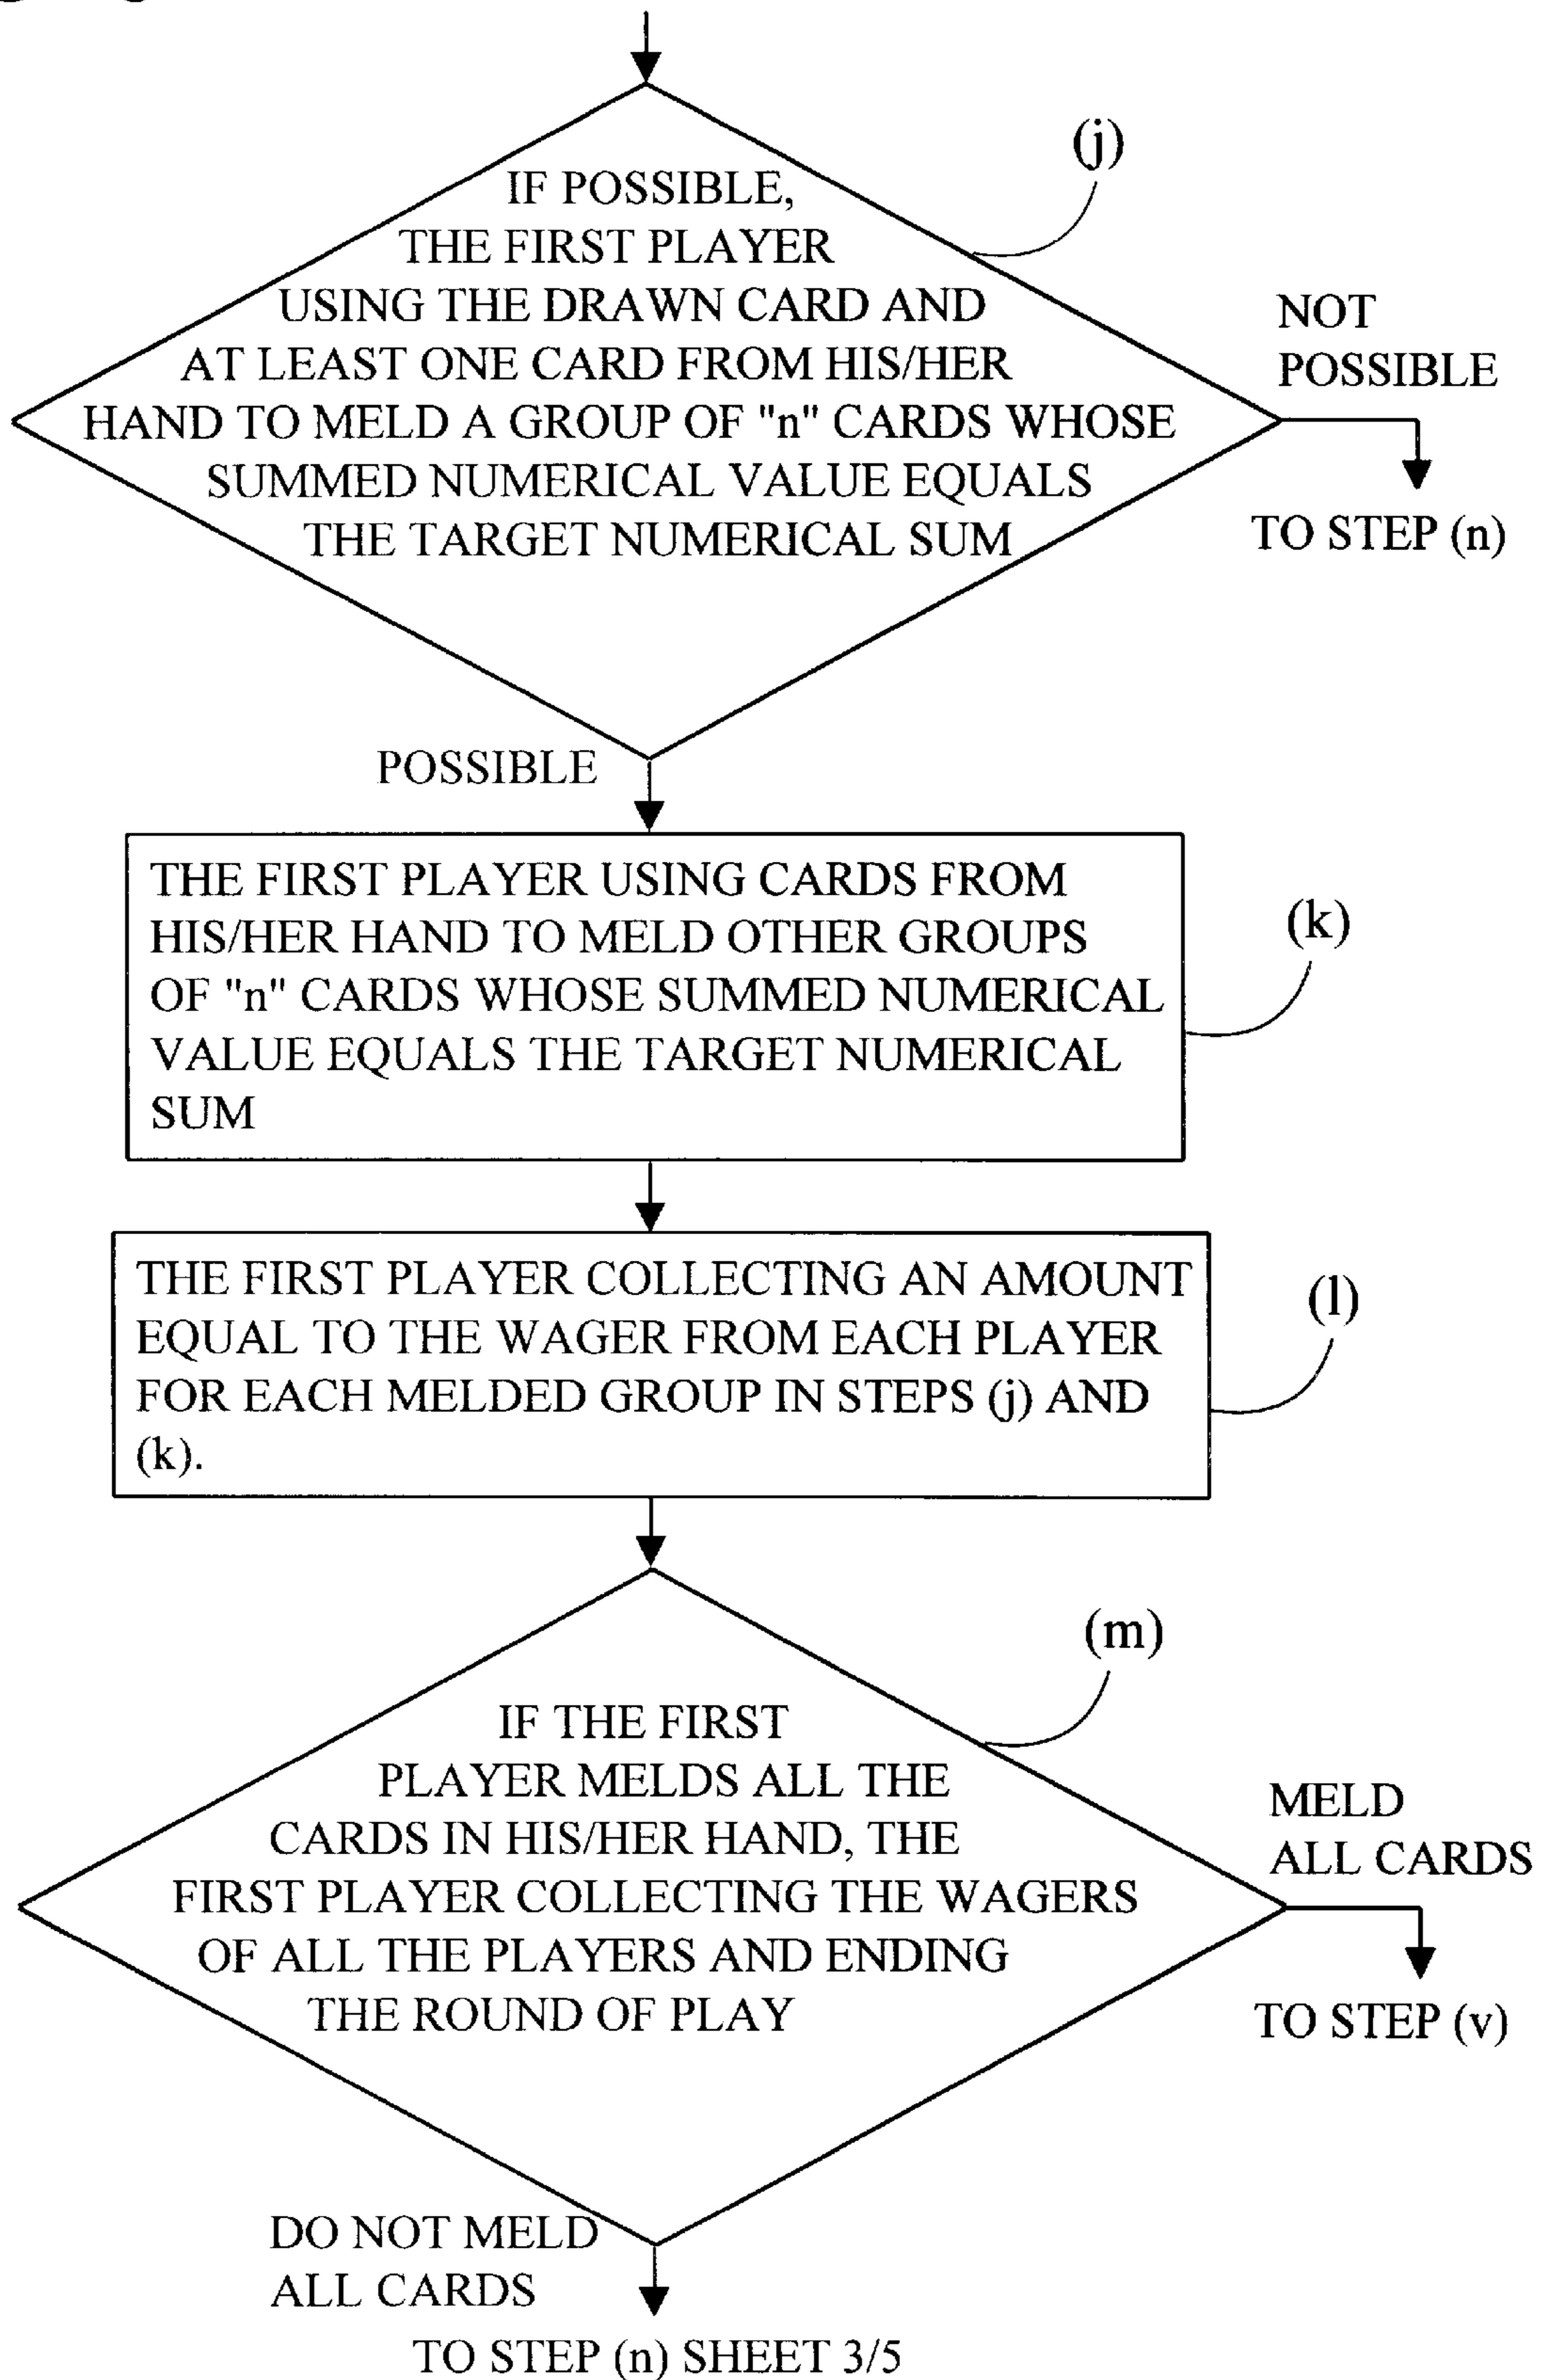 (j)
IF POSSIBLE,
THE FIRST PLAYER
USING THE DRAWN CARD AND
AT LEAST ONE CARD FROM HIS/HER
HAND TO MELD A GROUP OF "n" CARDS WHOSE
SUMMED NUMERICAL VALUE EQUALS
THE TARGET NUMERICAL SUM
NOT
POSSIBLE
TO STEP (n)
POSSIBLE
THE FIRST PLAYER USING CARDS FROM
HIS/HER HAND TO MELD OTHER GROUPS
OF "n" CARDS WHOSE SUMMED NUMERICAL
VALUE EQUALS THE TARGET NUMERICAL
SUM
(k)
THE FIRST PLAYER COLLECTING AN AMOUNT
EQUAL TO THE WAGER FROM EACH PLAYER
FOR EACH MELDED GROUP IN STEPS (j) AND
(k).
(l)
(m)
IF THE FIRST
PLAYER MELDS ALL THE
CARDS IN HIS/HER HAND, THE
FIRST PLAYER COLLECTING THE WAGERS
OF ALL THE PLAYERS AND ENDING
THE ROUND OF PLAY
MELD
ALL CARDS
TO STEP (v)
DO NOT MELD
ALL CARDS
TO STEP (n) SHEET 3/5